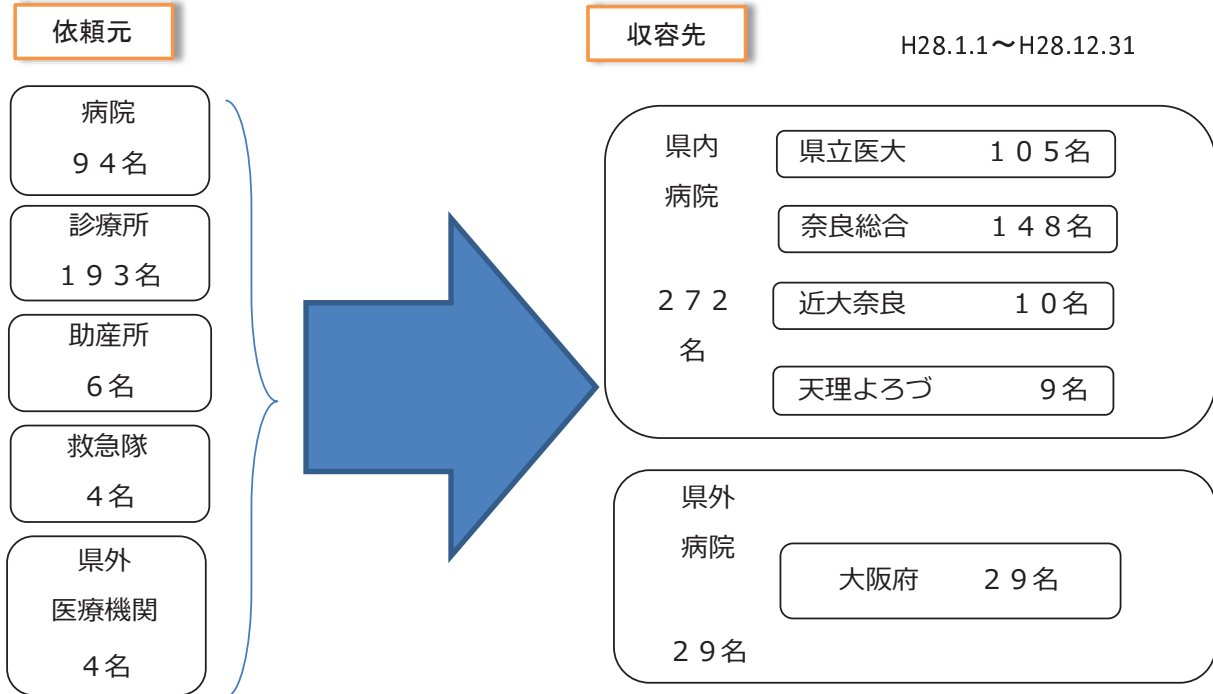 依頼元
病院
９４名
診療所
１９３名
助産所
６名
救急隊
４名
県外
医療機関
４名
収容先
H28.1.1～H28.12.31
県内
病院
２７２
名
県立医大　１０５名
奈良総合　１４８名
近大奈良　１０名
天理よろづ　９名
県外
病院
２９名
大阪府　２９名